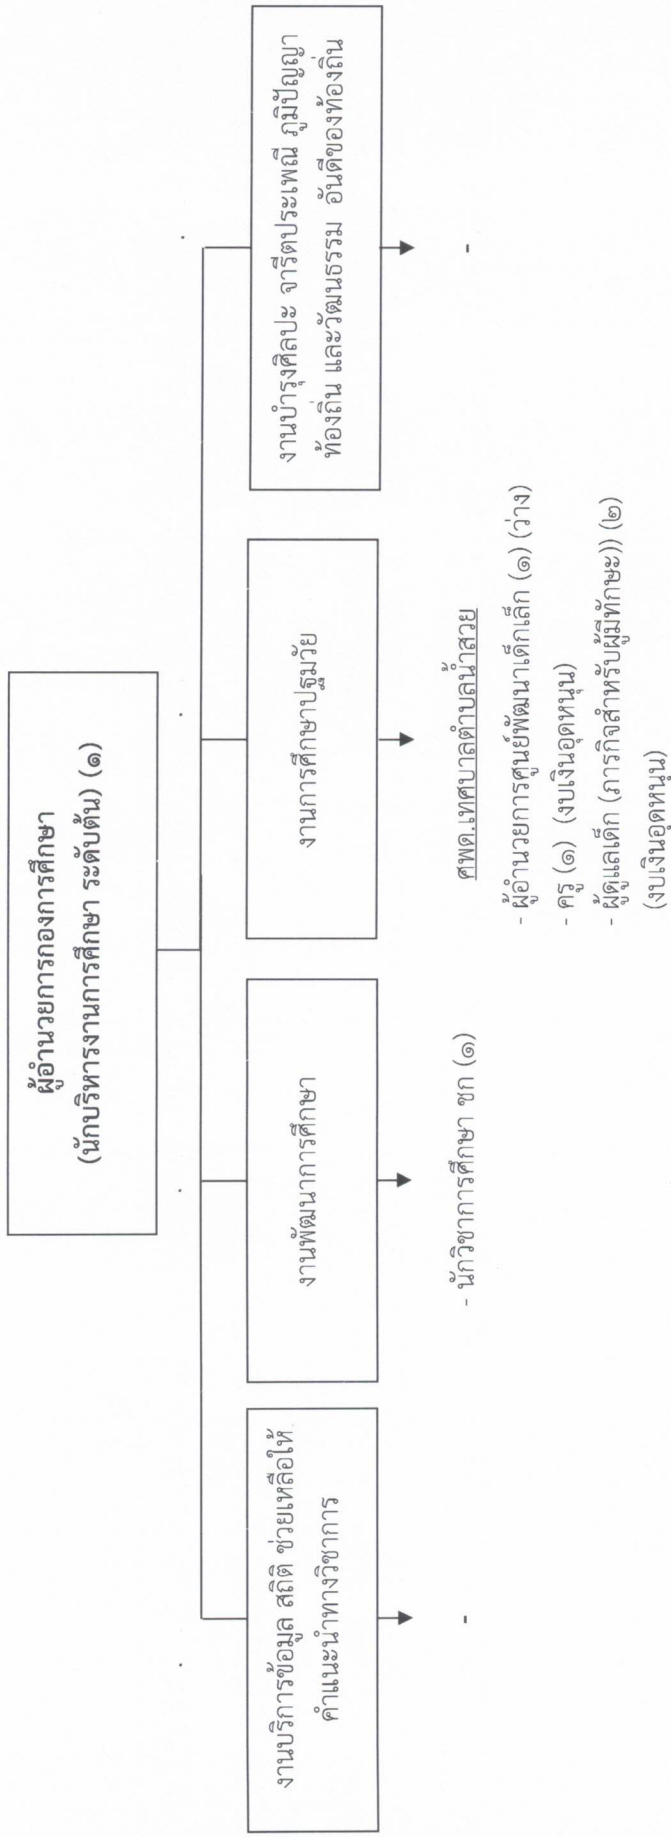 ผู้อำนวยการกองการศึกษา
(นักบริหารงานการศึกษา ระดับต้น) (๑)
งานบริการข้อมูล สถิติ ช่วยเหลือให้
คำแนะนำทางวิชาการ
-
งานพัฒนาการศึกษา
- นักวิชาการศึกษา ชก (๑)
งานการศึกษาปฐมวัย
ศพด.เทศบาลตำบลน้ำสวย
- ผู้อำนวยการศูนย์พัฒนาเด็กเล็ก (๑) (ว่าง)
- ครู (๑) (งบเงินอุดหนุน)
- ผู้ดูแลเด็ก (ภารกิจสำหรับผู้มีทักษะ)) (๒)
(งบเงินอุดหนุน)
งานบำรุงศิลปะ จารีตประเพณี ภูมิปัญญา
ท้องถิ่น และวัฒนธรรม อันดีของท้องถิ่น
-